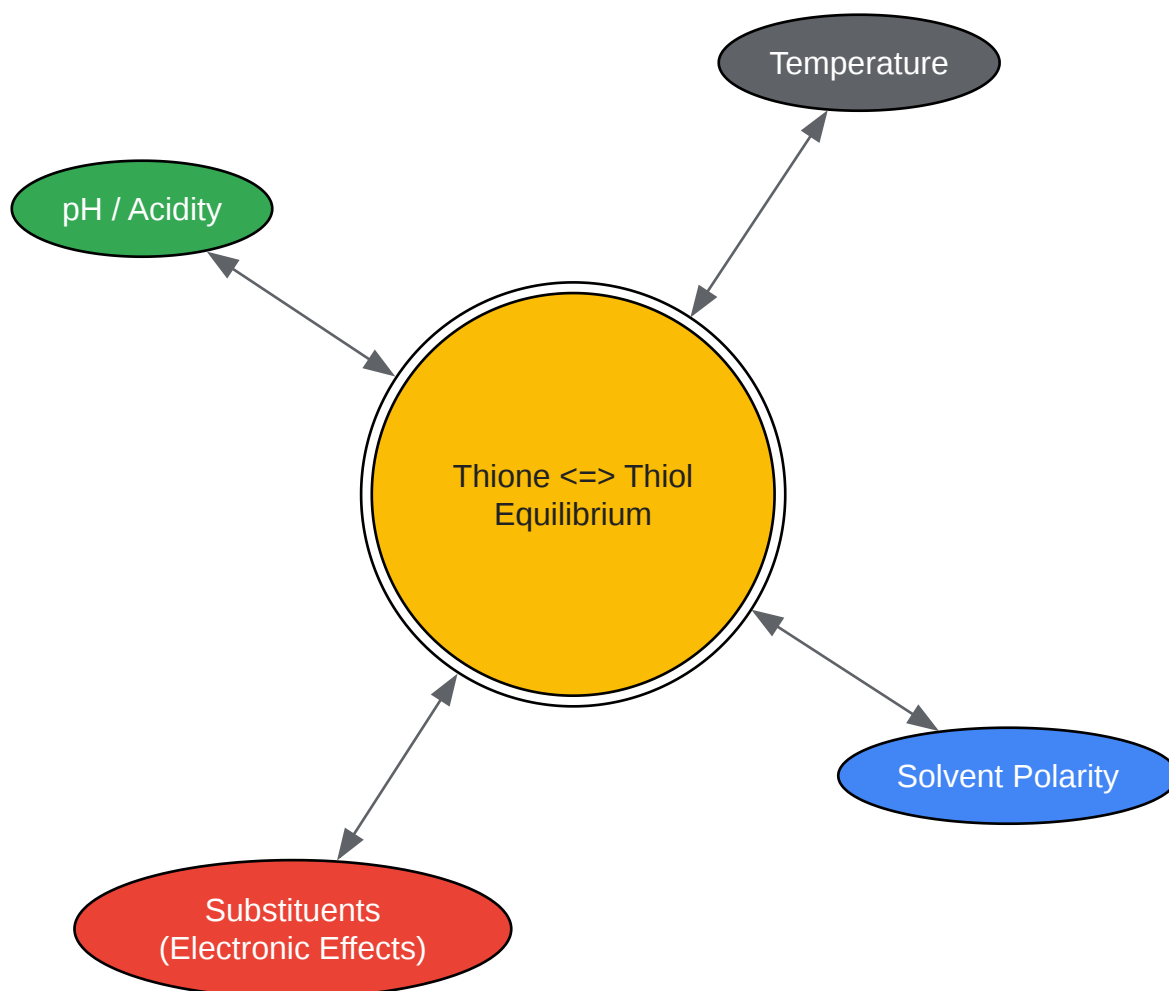 Temperature
pH / Acidity
Thione <=> Thiol
Equilibrium
Solvent Polarity
Substituents
(Electronic Effects)